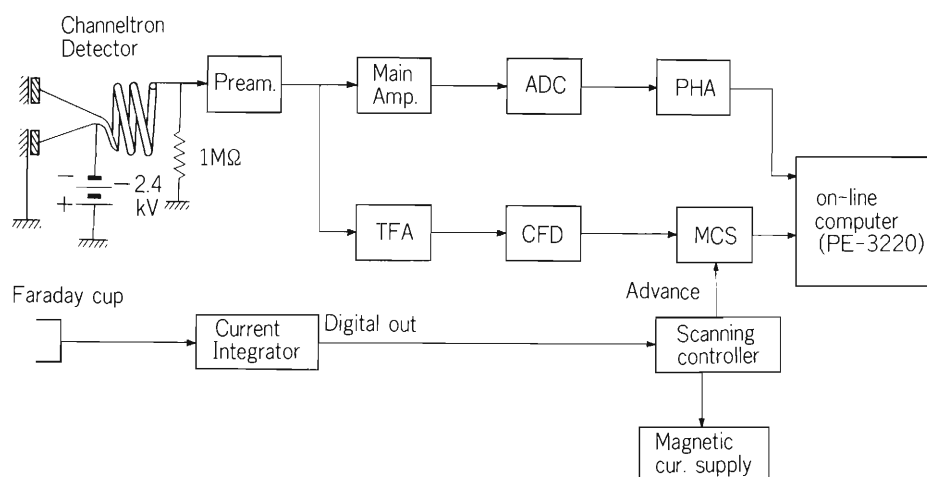 Channeltron
Detector
Pream.
Main
Amp.
ADC
PHA
1MΩ
−
−2.4
+
kV
on-line
computer
(PE-3220)
TFA
CFD
MCS
Advance
Faraday cup
Current
Integrator
Digital out
Scanning
controller
Magnetic
cur. supply